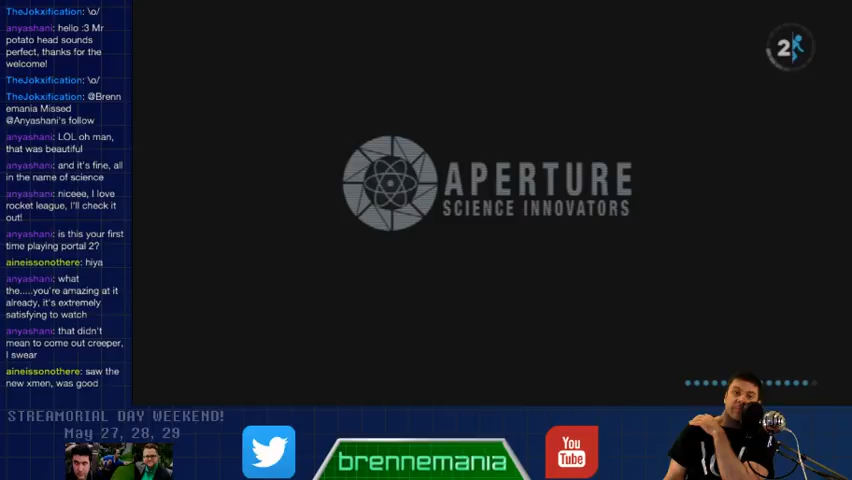 TheJokxification: \o/
anyashani: hello :3 Mr
potato head sounds
perfect, thanks for the
welcome!
TheJokxification: \o/
TheJokxification: @Brenn
emania Missed
@Anyashani's follow
anyashani: LOL oh man,
that was beautiful
anyashani: and it's fine, all
in the name of science
anyashani: niceee, I love
rocket league, I'll check it
out!
anyashani: is this your first
time playing portal 2?
aineissonothere: hiya
anyashani: what
the.....you're amazing at it
already, it's extremely
satisfying to watch
anyashani: that didn't
mean to come out creeper,
I swear
aineissonothere: saw the
new xmen, was good
2
APERTURE
SCIENCE INNOVATORS
STREAMORIAL DAY WEEKEND!
May 27, 28, 29
brennemania
You
Tube